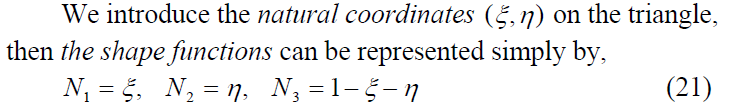 We introduce the natural coordinates (ξ,η) on the triangle,
then the shape functions can be represented simply by,
N₁ = ξ, N₂ = η, N₃ = 1 − ξ − η (21)